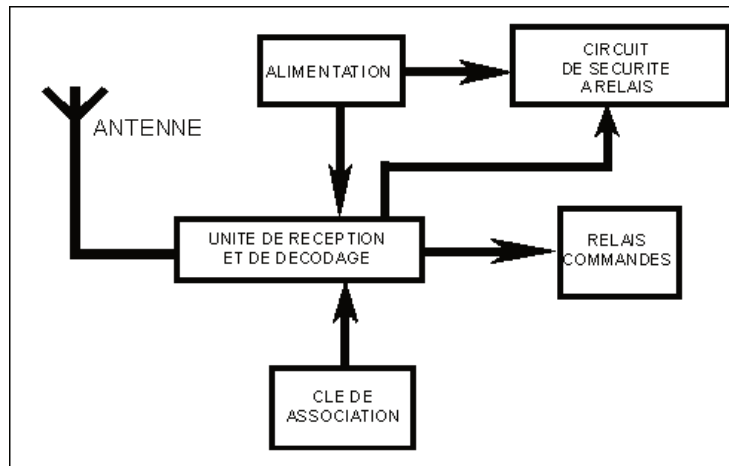 ALIMENTATION
CIRCUIT
DE SECURITE
A RELAIS
ANTENNE
UNITE DE RECEPTION
ET DE DECODAGE
RELAIS
COMMANDES
CLE DE
ASSOCIATION